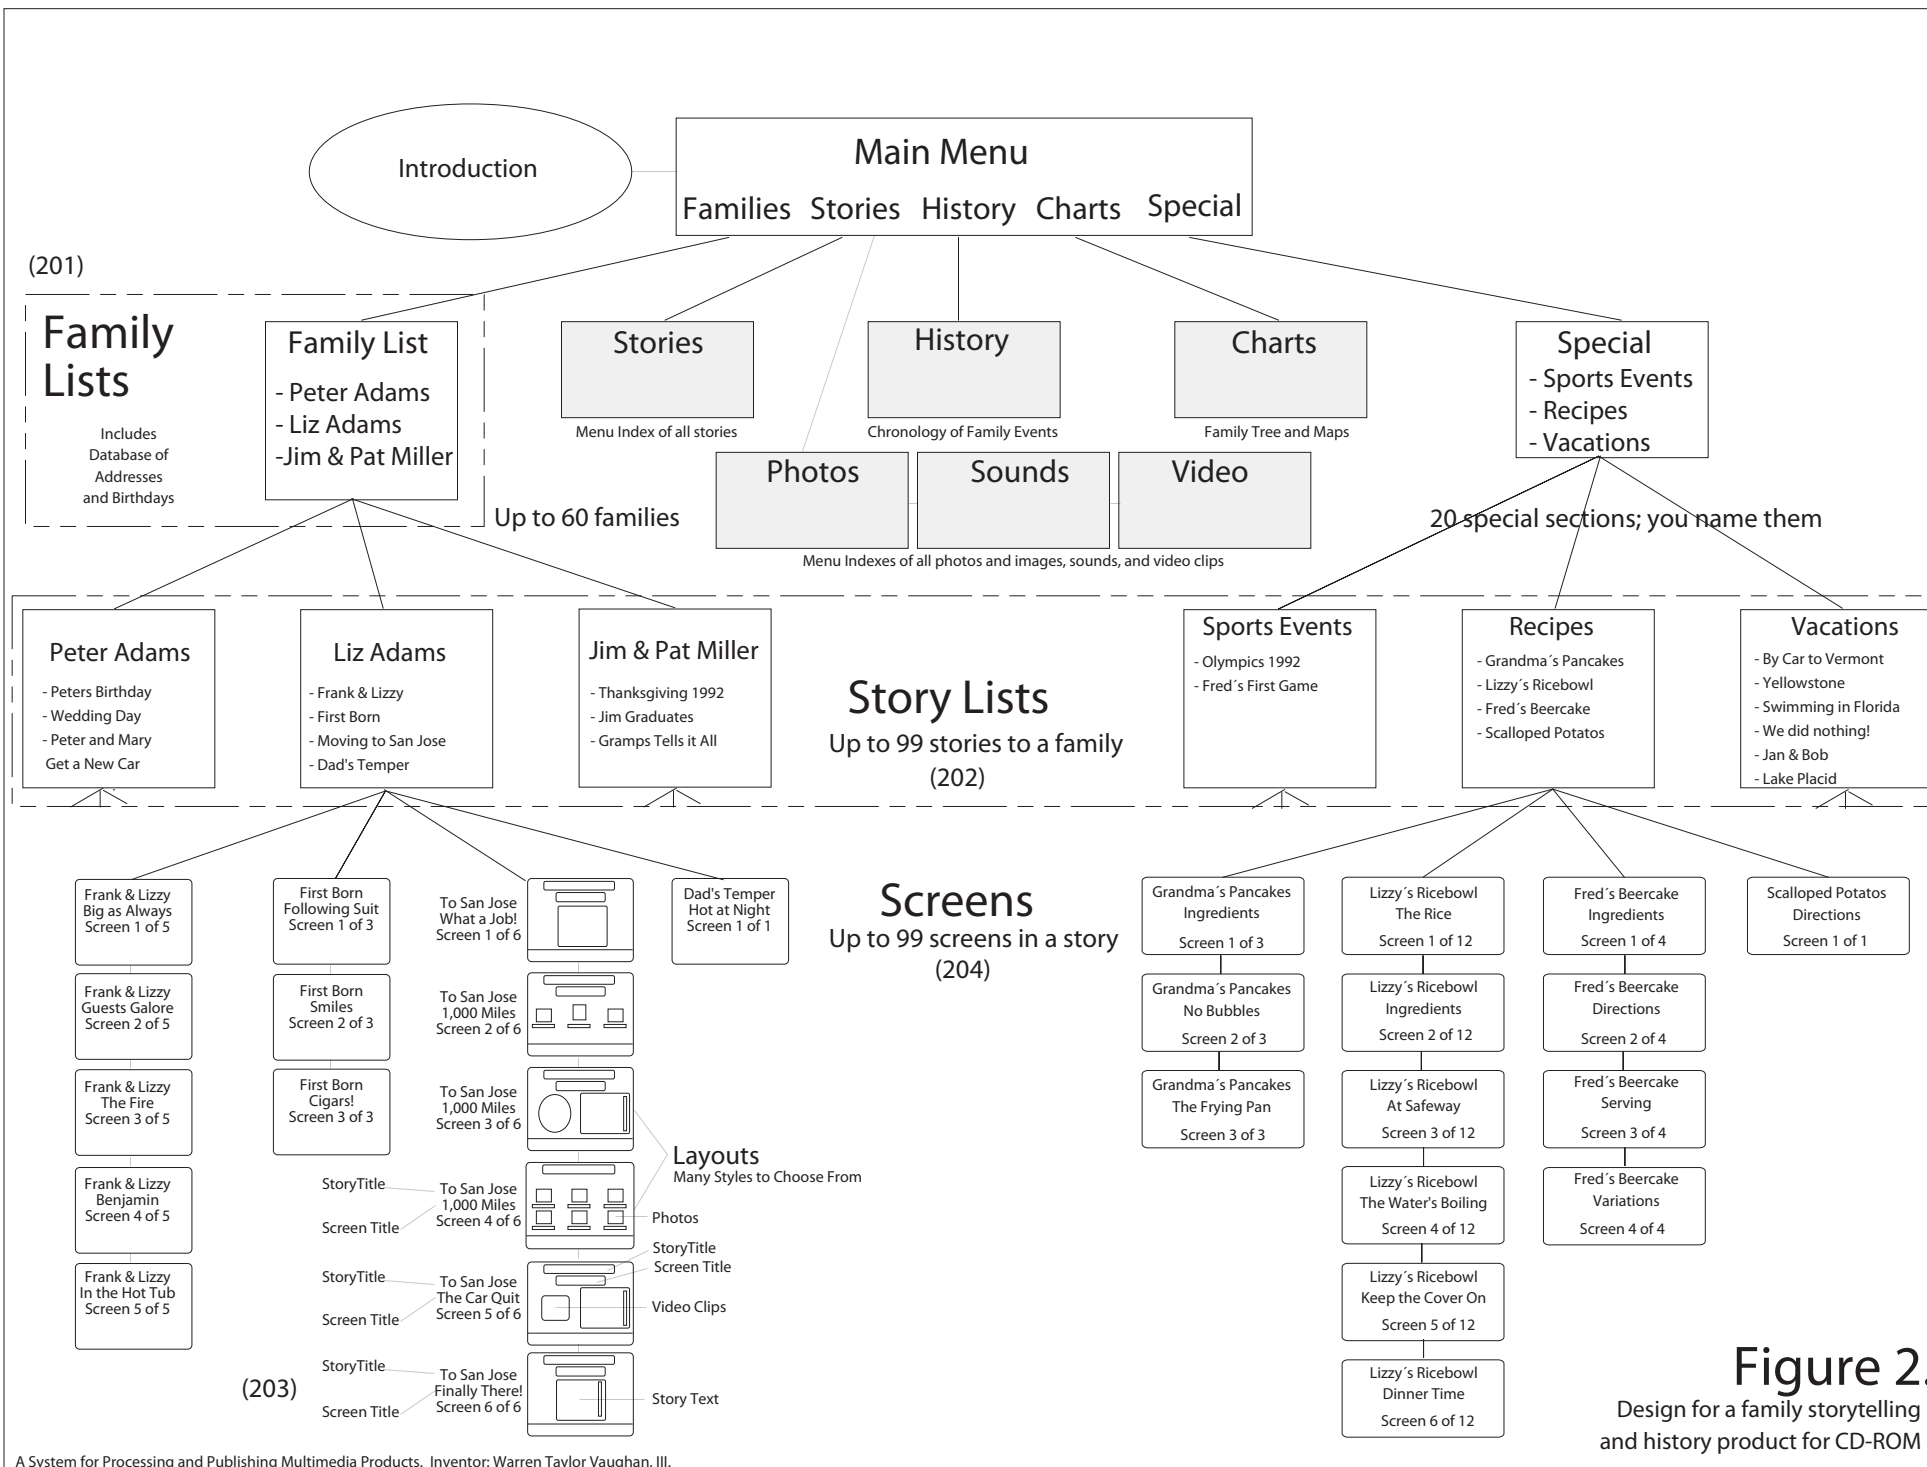 Introduction
Main Menu
Families Stories History Charts Special
(201)
Family
Lists
Includes
Database of
Addresses
and Birthdays
Family List
- Peter Adams
- Liz Adams
-Jim & Pat Miller
Up to 60 families
Stories
Menu Index of all stories
History
Chronology of Family Events
Charts
Family Tree and Maps
Photos
Sounds
Video
Menu Indexes of all photos and images, sounds, and video clips
Special
- Sports Events
- Recipes
- Vacations
20 special sections; you name them
Peter Adams
- Peters Birthday
- Wedding Day
- Peter and Mary
Get a New Car
Liz Adams
- Frank & Lizzy
- First Born
- Moving to San Jose
- Dad's Temper
Jim & Pat Miller
- Thanksgiving 1992
- Jim Graduates
- Gramps Tells it All
Story Lists
Up to 99 stories to a family
(202)
Sports Events
- Olympics 1992
- Fred´s First Game
Recipes
- Grandma´s Pancakes
- Lizzy´s Ricebowl
- Fred´s Beercake
- Scalloped Potatos
Vacations
- By Car to Vermont
- Yellowstone
- Swimming in Florida
- We did nothing!
- Jan & Bob
- Lake Placid
Frank & Lizzy
Big as Always
Screen 1 of 5
Frank & Lizzy
Guests Galore
Screen 2 of 5
Frank & Lizzy
The Fire
Screen 3 of 5
Frank & Lizzy
Benjamin
Screen 4 of 5
Frank & Lizzy
In the Hot Tub
Screen 5 of 5
First Born
Following Suit
Screen 1 of 3
First Born
Smiles
Screen 2 of 3
First Born
Cigars!
Screen 3 of 3
To San Jose
What a Job!
Screen 1 of 6
To San Jose
1,000 Miles
Screen 2 of 6
To San Jose
1,000 Miles
Screen 3 of 6
StoryTitle
Screen Title
To San Jose
1,000 Miles
Screen 4 of 6
StoryTitle
Screen Title
To San Jose
The Car Quit
Screen 5 of 6
StoryTitle
Screen Title
To San Jose
Finally There!
Screen 6 of 6
(203)
Dad's Temper
Hot at Night
Screen 1 of 1
Layouts
Many Styles to Choose From
Photos
StoryTitle
Screen Title
Video Clips
Story Text
Screens
Up to 99 screens in a story
(204)
Grandma´s Pancakes
Ingredients
Screen 1 of 3
Grandma´s Pancakes
No Bubbles
Screen 2 of 3
Grandma´s Pancakes
The Frying Pan
Screen 3 of 3
Lizzy´s Ricebowl
The Rice
Screen 1 of 12
Lizzy´s Ricebowl
Ingredients
Screen 2 of 12
Lizzy´s Ricebowl
At Safeway
Screen 3 of 12
Lizzy´s Ricebowl
The Water's Boiling
Screen 4 of 12
Lizzy´s Ricebowl
Keep the Cover On
Screen 5 of 12
Lizzy´s Ricebowl
Dinner Time
Screen 6 of 12
Fred´s Beercake
Ingredients
Screen 1 of 4
Fred´s Beercake
Directions
Screen 2 of 4
Fred´s Beercake
Serving
Screen 3 of 4
Fred´s Beercake
Variations
Screen 4 of 4
Scalloped Potatos
Directions
Screen 1 of 1
Figure 2.
Design for a family storytelling
and history product for CD-ROM
A System for Processing and Publishing Multimedia Products. Inventor: Warren Taylor Vaughan, III.